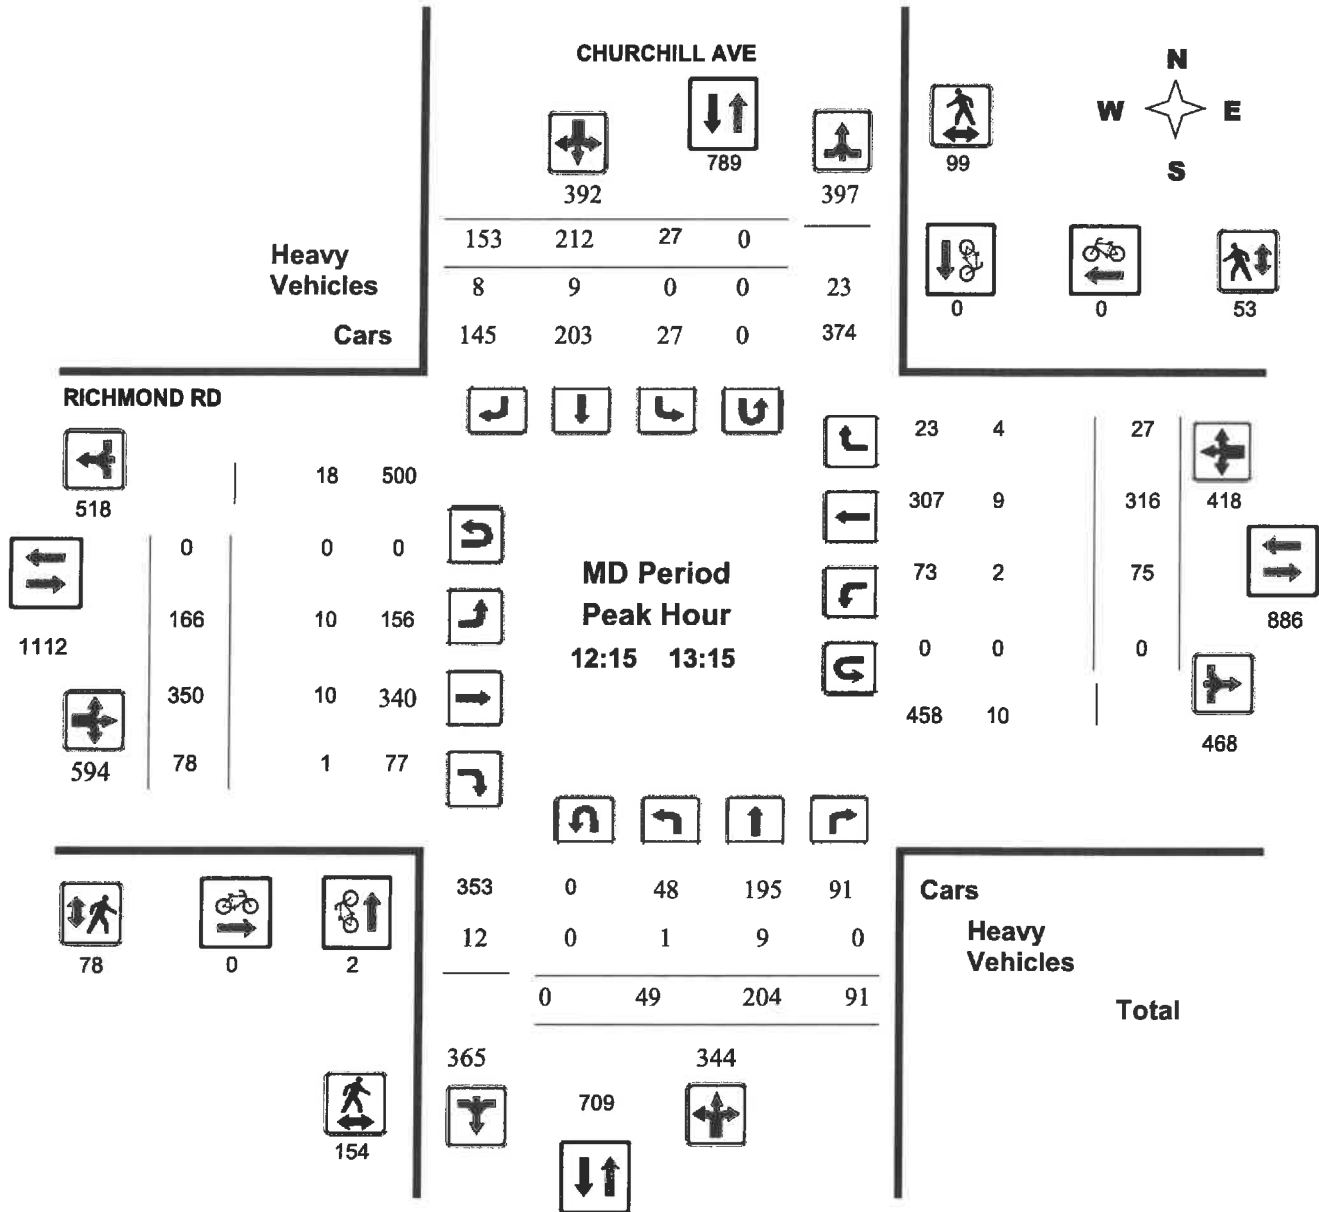 CHURCHILL AVE
N
W E
S
789
99
392
397
153 212 27 0
Heavy
Vehicles
8 9 0 0 23
0 0 53
Cars
145 203 27 0 374
RICHMOND RD
23 4 27
18 500
518
307 9 316 418
0 0 0
MD Period
73 2 75
Peak Hour
166 10 156
886
1112
12:15 13:15
0 0 0
350 10 340
458 10
468
594
78 1 77
353 0 48 195 91
Cars
12 0 1 9 0
Heavy
Vehicles
78 0 2
0 49 204 91
Total
365 344
709
154